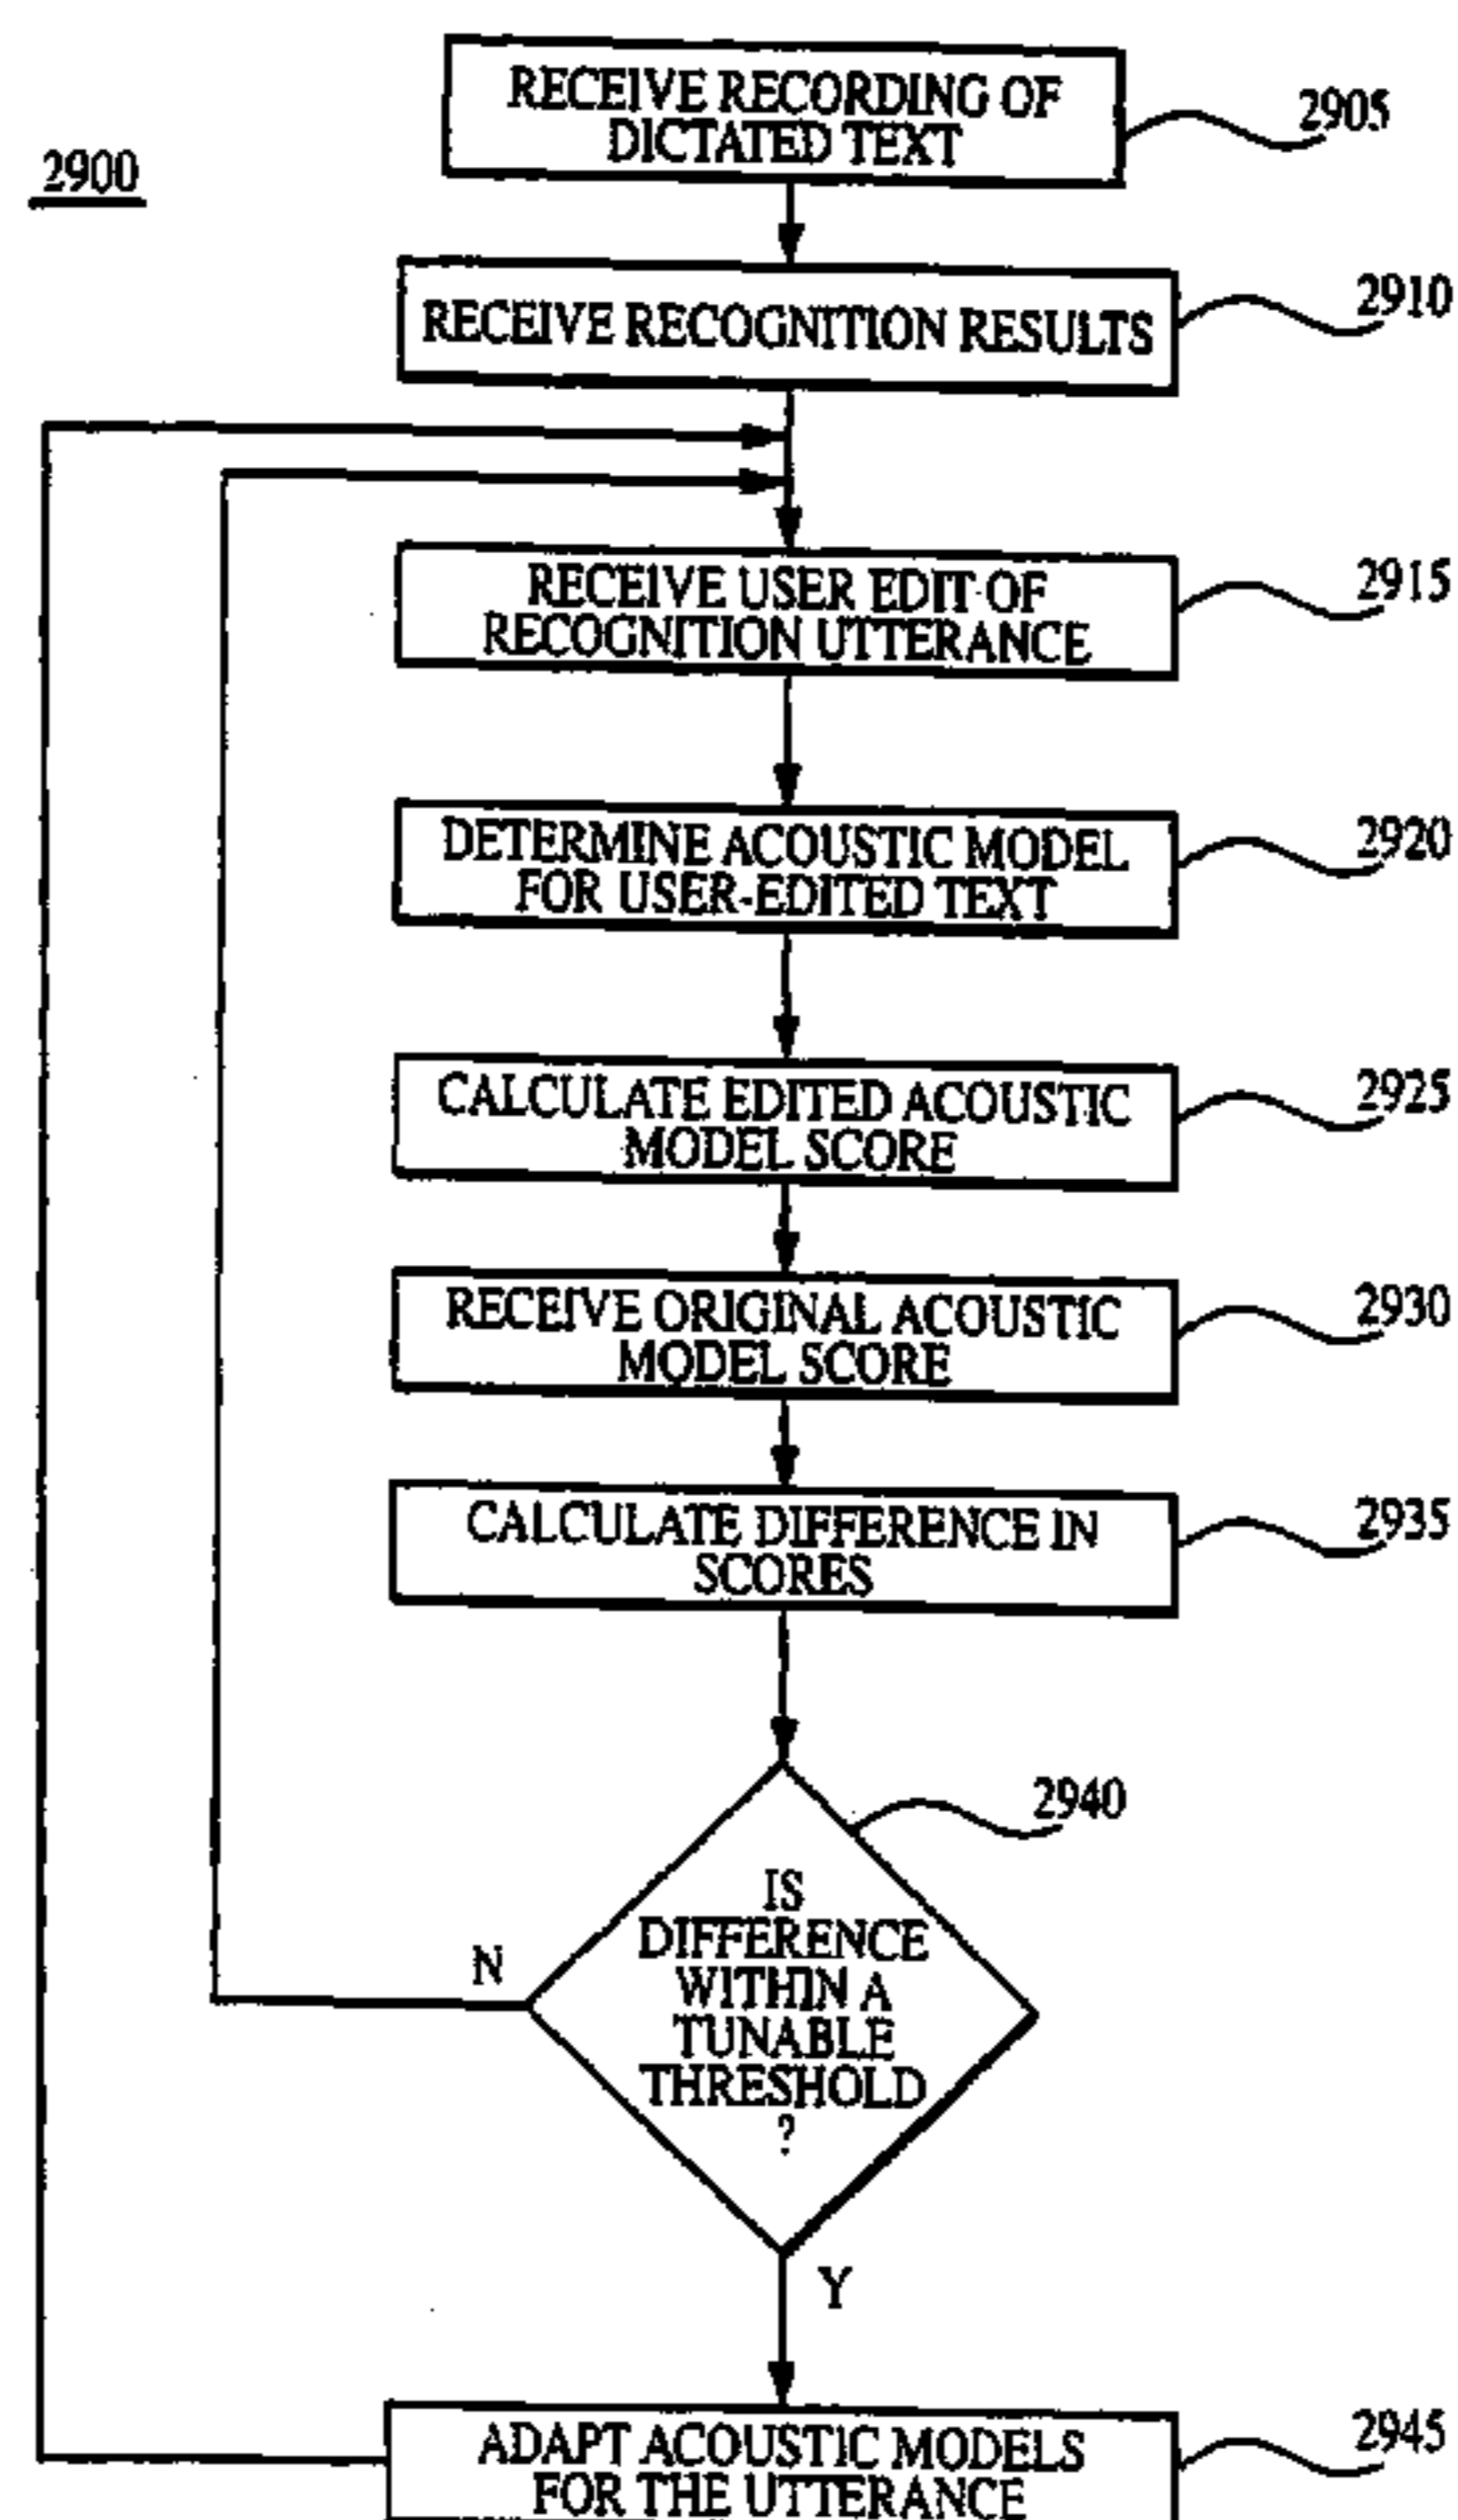 2900
RECEIVE RECORDING OF
DICTATED TEXT
2905
RECEIVE RECOGNITION RESULTS
2910
RECEIVE USER EDIT OF
RECOGNITION UTTERANCE
2915
DETERMINE ACOUSTIC MODEL
FOR USER-EDITED TEXT
2920
CALCULATE EDITED ACOUSTIC
MODEL SCORE
2925
RECEIVE ORIGINAL ACOUSTIC
MODEL SCORE
2930
CALCULATE DIFFERENCE IN
SCORES
2935
2940
IS
DIFFERENCE
WITHIN A
TUNABLE
THRESHOLD
?
N
Y
ADAPT ACOUSTIC MODELS
FOR THE UTTERANCE
2945